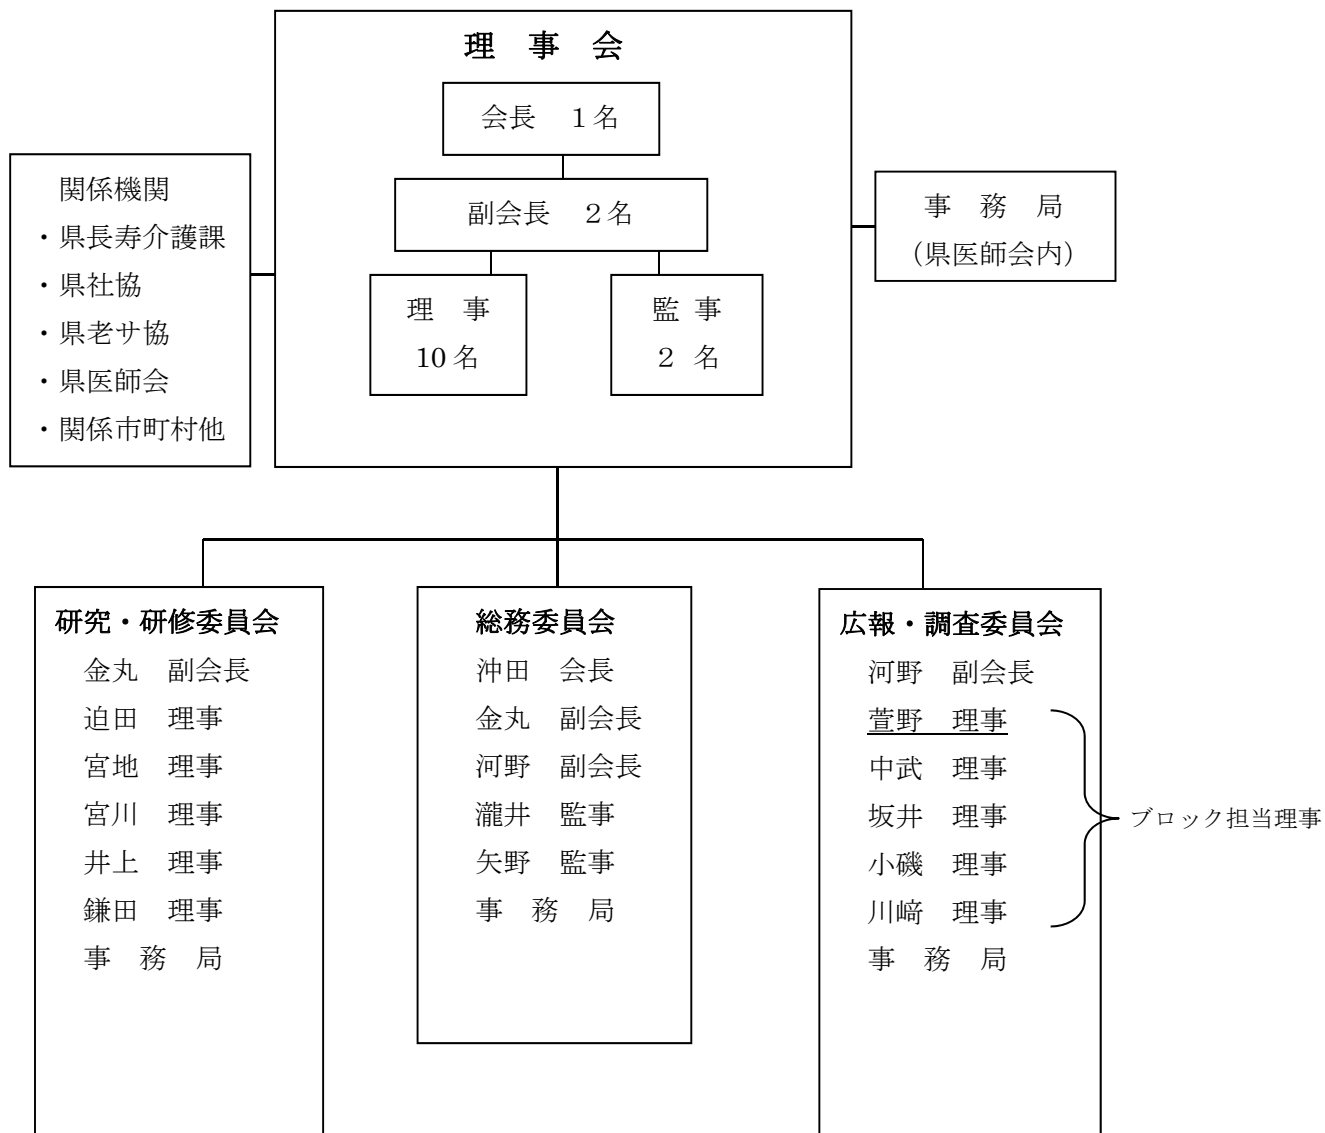 理　事　会
会長　１名
副会長　２名
理　事
10 名
監 事
２ 名
関係機関
・県長寿介護課
・県社協
・県老サ協
・県医師会
・関係市町村他
事　務　局
（県医師会内）
研究・研修委員会
金丸　副会長
迫田　理事
宮地　理事
宮川　理事
井上　理事
鎌田　理事
事　務　局
総務委員会
沖田　会長
金丸　副会長
河野　副会長
瀧井　監事
矢野　監事
事　務　局
広報・調査委員会
河野　副会長
萱野　理事
中武　理事
坂井　理事
小磯　理事
川﨑　理事
事　務　局
ブロック担当理事